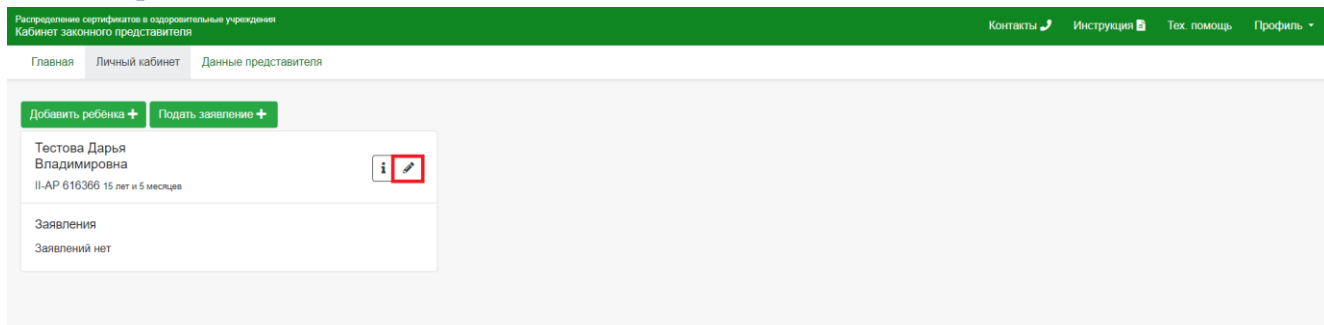 Распределение сертификатов в оздоровительные учреждения
Кабинет законного представителя
Контакты Инструкция Тех. помощь Профиль
Главная Личный кабинет Данные представителя
Добавить ребёнка + Подать заявление +
Тестова Дарья
Владимировна
i
II-АР 616366 15 лет и 5 месяцев
Заявления
Заявлений нет